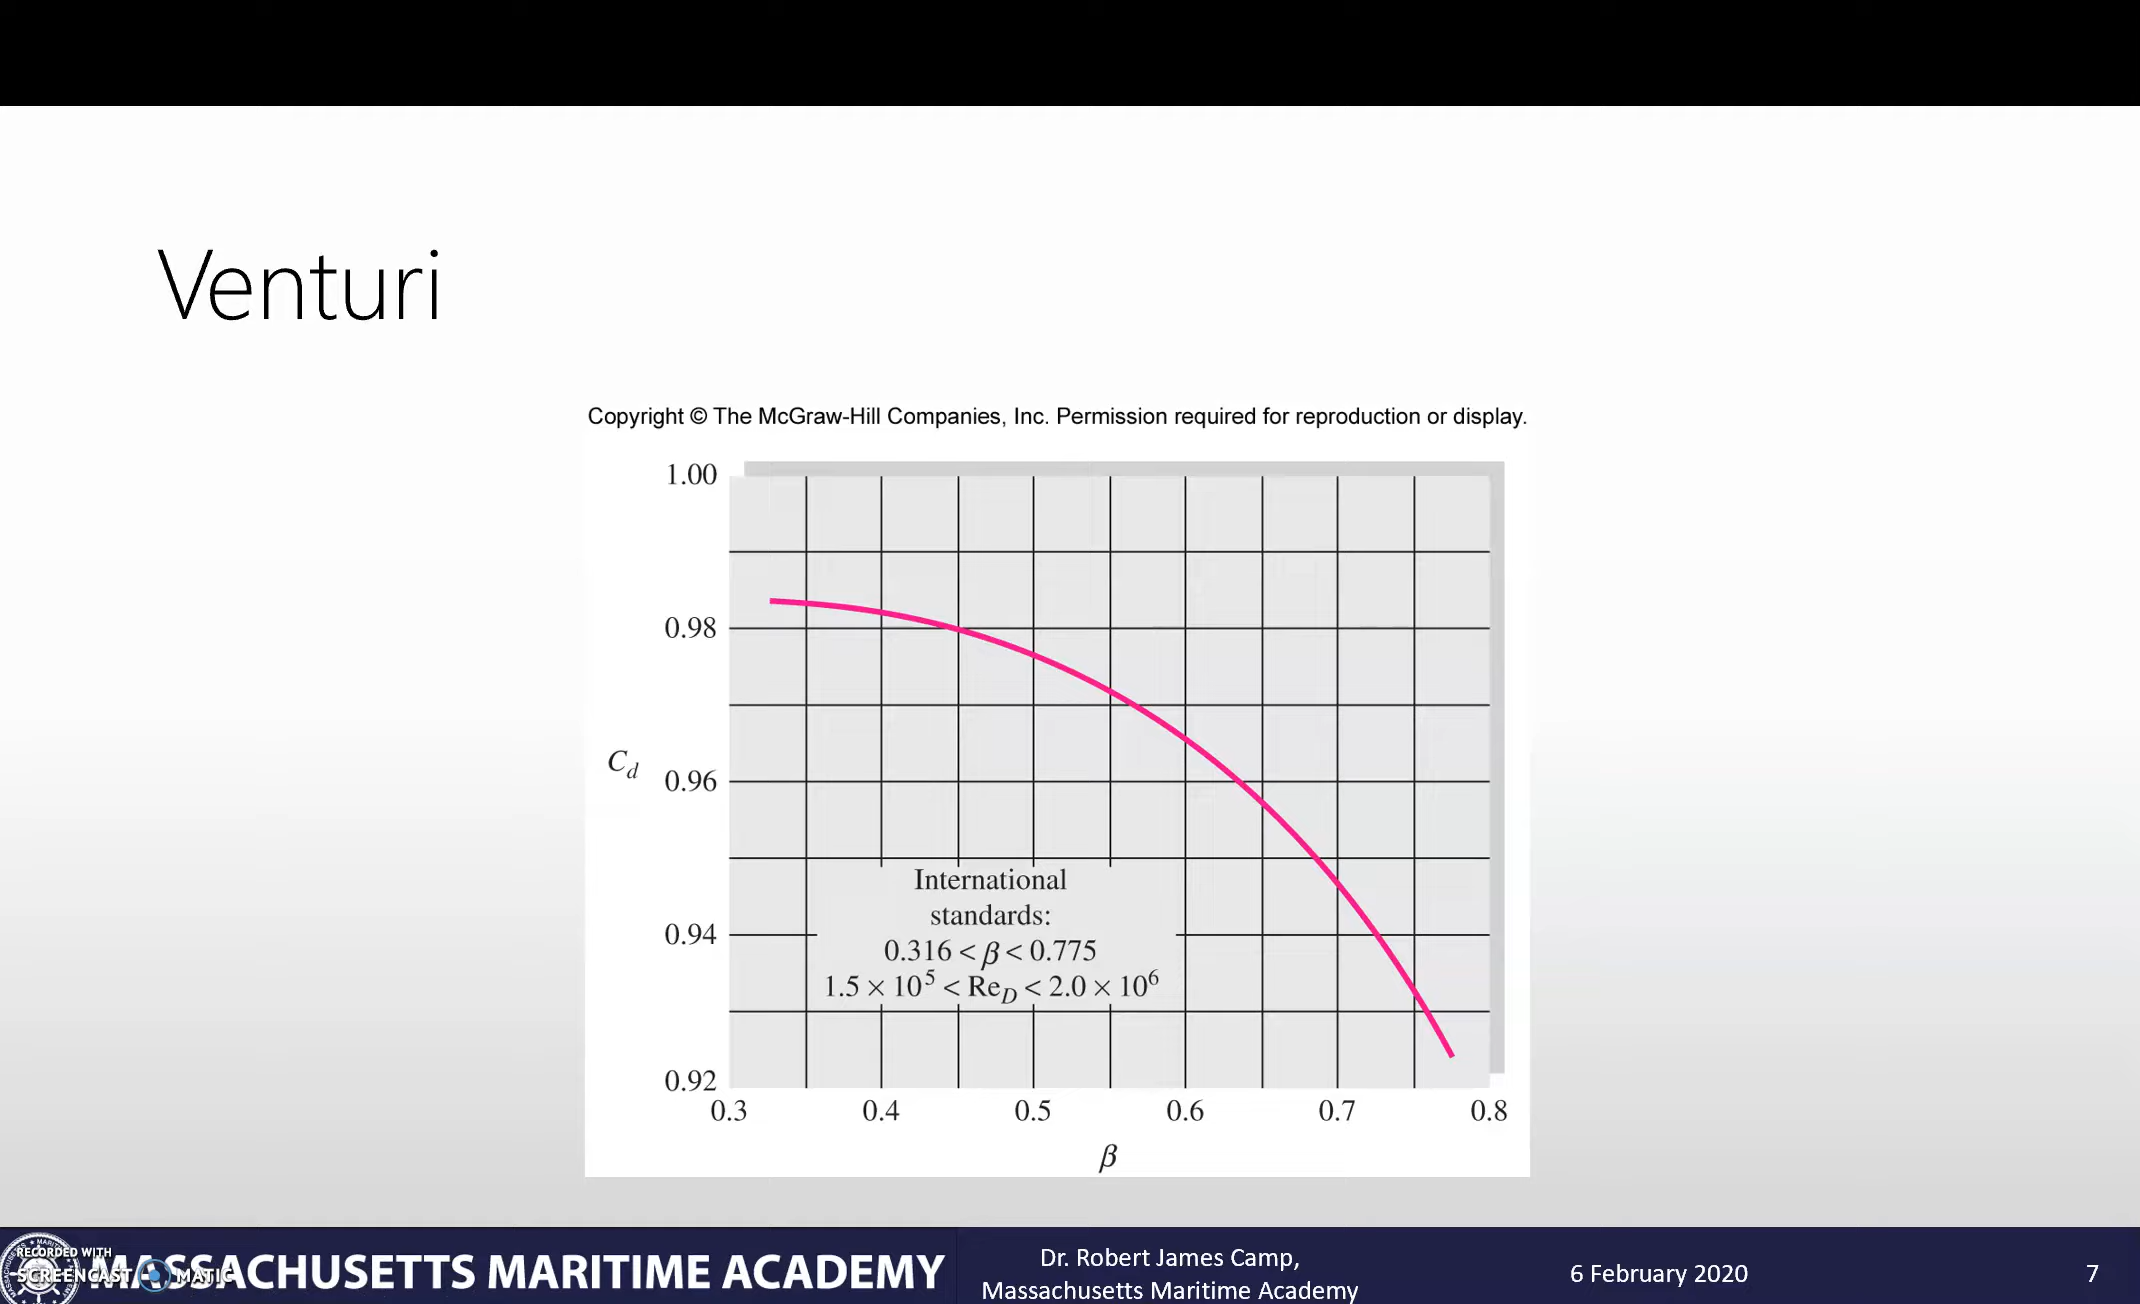 Venturi
Copyright © The McGraw-Hill Companies, Inc. Permission required for reproduction or display.
1.00
0.98
C_d
0.96
0.94
0.92
International
standards:
0.316 < β < 0.775
1.5 × 10^5 < Re_D < 2.0 × 10^6
0.3 0.4 0.5 0.6 0.7 0.8
β
RECORDED WITH
SCREENCAST MATIC
MASSACHUSETTS MARITIME ACADEMY
Dr. Robert James Camp,
Massachusetts Maritime Academy
6 February 2020
7